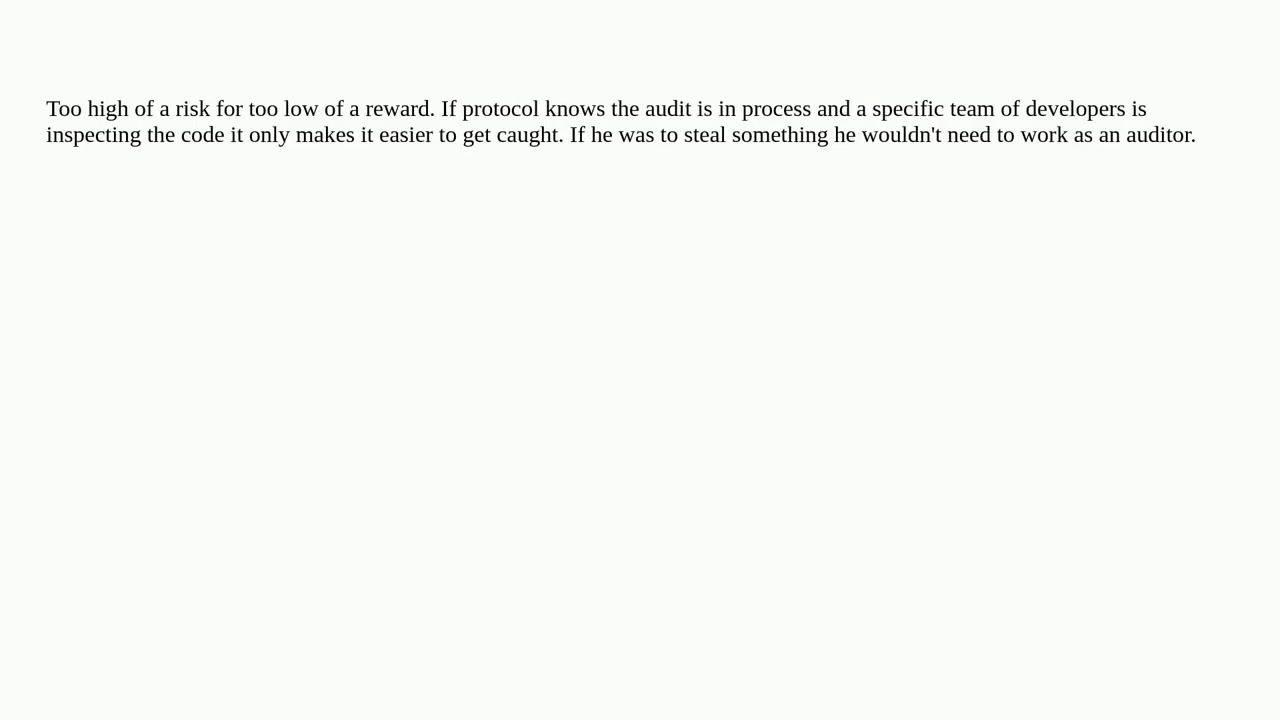 Too high of a risk for too low of a reward. If protocol knows the audit is in process and a specific team of developers is
inspecting the code it only makes it easier to get caught. If he was to steal something he wouldn't need to work as an auditor.